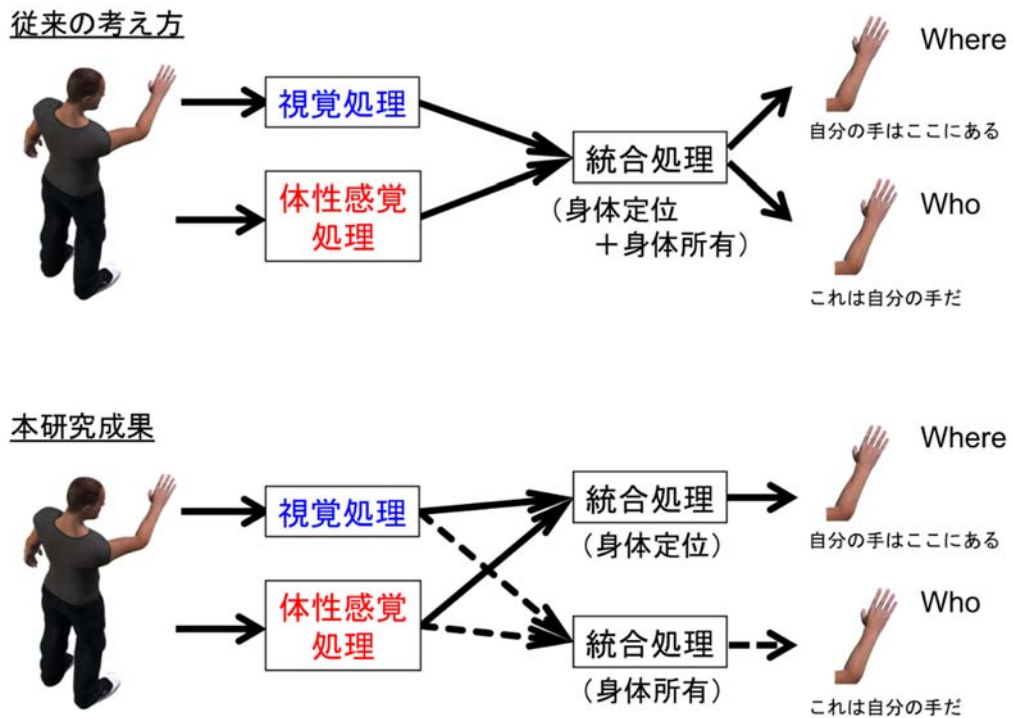 従来の考え方
視覚処理
体性感覚
処理
統合処理
（身体定位
＋身体所有）
Where
自分の手はここにある
Who
これは自分の手だ
本研究成果
視覚処理
体性感覚
処理
統合処理
（身体定位）
統合処理
（身体所有）
Where
自分の手はここにある
Who
これは自分の手だ